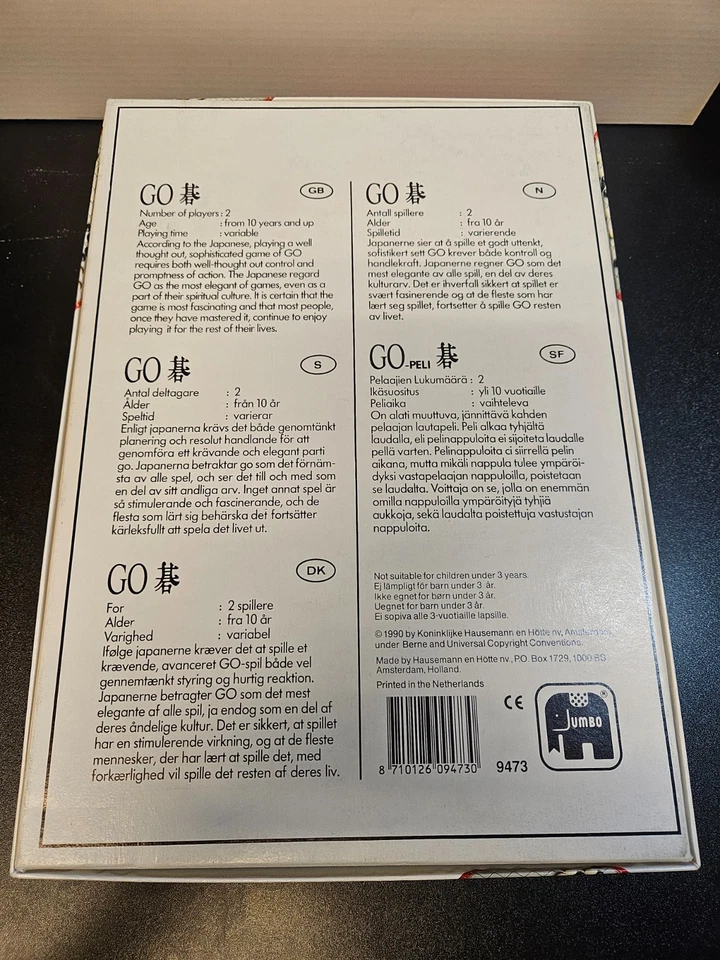 GO 碁 GB
Number of players : 2
Age : from 10 years and up
Playing time : variable
According to the Japanese, playing a well
thought out, sophisticated game of GO
requires both well-thought out control and
promptness of action. The Japanese regard
GO as the most elegant of games, even as a
part of their spiritual culture. It is certain that the
game is most fascinating and that most people,
once they have mastered it, continue to enjoy
playing it for the rest of their lives.
GO 碁 S
Antal deltagare : 2
Ålder : från 10 år
Speltid : varierar
Enligt japanerna krävs det både genomtänkt
planering och resolut handlande för att
genomföra ett krävande och elegant parti
go. Japanerna betraktar go som det förnäm-
sta av alla spel, och ser det till och med som
en del av sitt andliga arv. Inget annat spel är
så stimulerande och fascinerande, och de
flesta som lärt sig behärska det fortsätter
kärleksfullt att spela det livet ut.
GO 碁 DK
For : 2 spillere
Alder : fra 10 år
Varighed : variabel
Ifølge japanerne kræver det at spille et
krævende, avanceret GO-spil både vel
gennemtænkt styring og hurtig reaktion.
Japanerne betragter GO som det mest
elegante af alle spil, ja endog som en del af
deres åndelige kultur. Det er sikkert, at spillet
har en stimulerende virkning, og at de fleste
mennesker, der har lært at spille det, med
forkærlighed vil spille det resten af deres liv.
GO 碁 N
Antall spillere : 2
Alder : fra 10 år
Spilletid : varierende
Japanerne sier at å spille et godt uttenkt,
sofistikert sett GO krever både kontroll og
handlekraft. Japanerne regner GO som det
mest elegante av alle spill, en del av deres
kulturarv. Det er ihverfall sikkert at spillet er
svært fasinerende og at de fleste som har
lært seg spillet, fortsetter å spille GO resten
av livet.
GO-PELI 碁 SF
Pelaajien Lukumäärä : 2
Ikäsuositus : yli 10 vuotiaille
Peliaika : vaihteleva
On alati muuttuva, jännittävä kahden
pelaajan lautapeli. Peli alkaa tyhjältä
laudalla, eli pelinappuloita ei sijoiteta laudalle
pellä varten. Pelinappuloita ci siirrellä pelin
aikana, mutta mikäli nappula tulee ympäröi-
dyksi vastapelaajan nappuloilla, poistetaan
se laudalta. Voittaja on se, jolla on enemmän
omilla nappuloilla ympäröityjä tyhjiä
aukkoja, sekä laudalta poistettuja vastustajan
nappuloita.
Not suitable for children under 3 years.
Ej lämpligt för barn under 3 år.
Ikke egnet for børn under 3 år.
Uegnet for barn under 3 år.
Ei sopiva alle 3-vuotiaille lapsille.
© 1990 by Koninklijke Hausemann en Hötte nv, Amsterdam
under Berne and Universal Copyright Conventions.
Made by Hausemann en Hötte nv, P.O. Box 1729, 1000 BS
Amsterdam, Holland.
Printed in the Netherlands
CE
JUMBO ®
8 710126 094730 9473